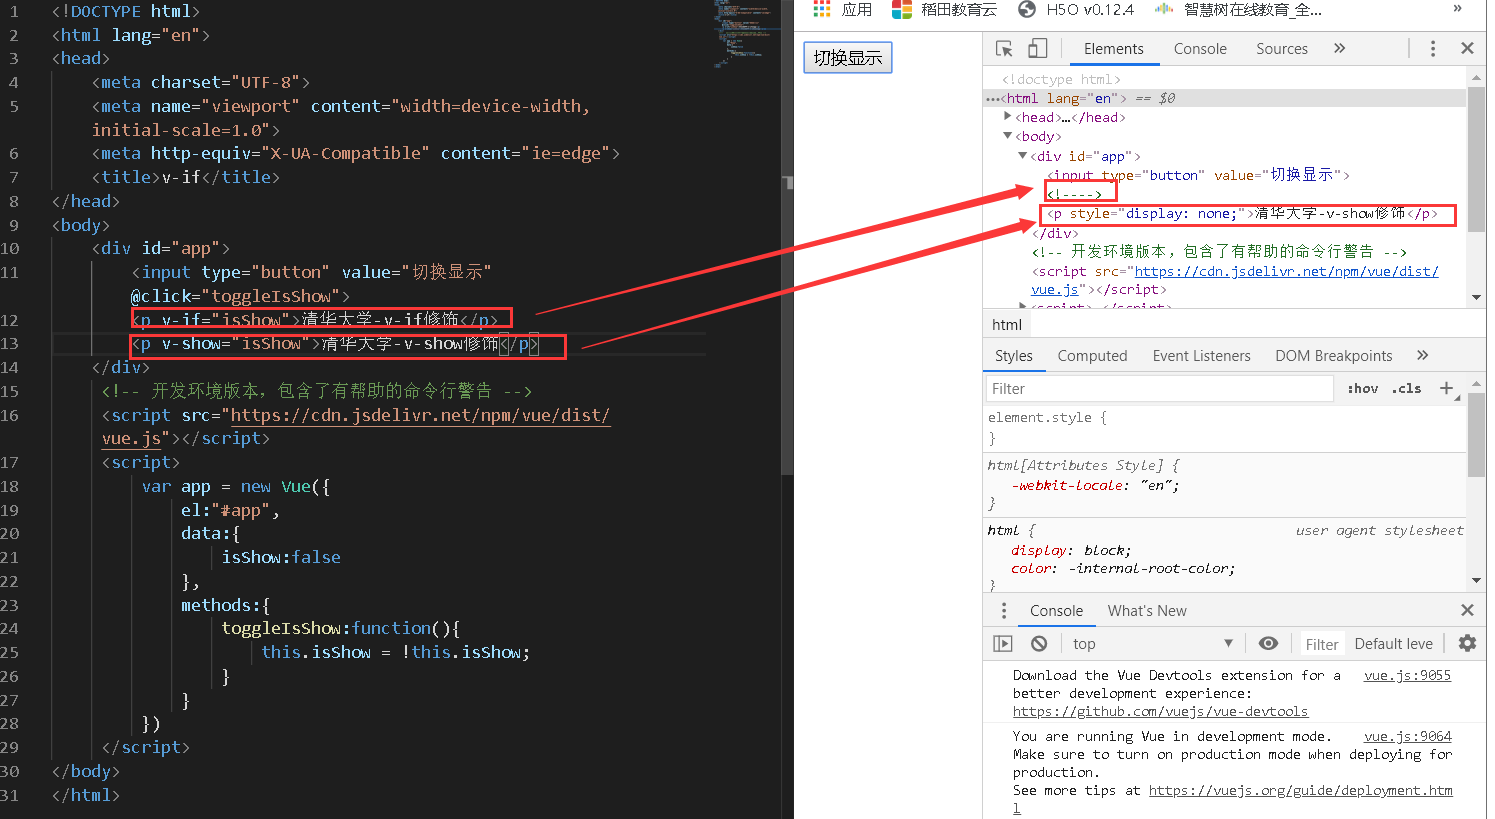 1 <!DOCTYPE html>
2 <html lang="en">
3 <head>
4 <meta charset="UTF-8">
5 <meta name="viewport" content="width=device-width,
initial-scale=1.0">
6 <meta http-equiv="X-UA-Compatible" content="ie=edge">
7 <title>v-if</title>
8 </head>
9 <body>
10 <div id="app">
11 <input type="button" value="切换显示"
@click="toggleIsShow">
12 <p v-if="isShow">清华大学-v-if修饰</p>
13 <p v-show="isShow">清华大学-v-show修饰</p>
14 </div>
15 <!-- 开发环境版本，包含了有帮助的命令行警告 -->
16 <script src="https://cdn.jsdelivr.net/npm/vue/dist/
vue.js"></script>
17 <script>
18 var app = new Vue({
19 el:"#app",
20 data:{
21 isShow:false
22 },
23 methods:{
24 toggleIsShow:function(){
25 this.isShow = !this.isShow;
26 }
27 }
28 })
29 </script>
30 </body>
31 </html>
应用 稻田教育云 H5O v0.12.4 智慧树在线教育_全... »
切换显示
Elements Console Sources »
<!doctype html>
···<html lang="en"> == $0
<head>…</head>
<body>
<div id="app">
<input type="button" value="切换显示">
<!---->
<p style="display: none;">清华大学-v-show修饰</p>
</div>
<!-- 开发环境版本，包含了有帮助的命令行警告 -->
<script src="https://cdn.jsdelivr.net/npm/vue/dist/
vue.js"></script>
<script>…</script>
html
Styles Computed Event Listeners DOM Breakpoints »
Filter :hov .cls +
element.style {
}
html[Attributes Style] {
-webkit-locale: "en";
}
html { user agent stylesheet
display: block;
color: -internal-root-color;
}
Console What's New
top Filter Default leve
Download the Vue Devtools extension for a vue.js:9055
better development experience:
https://github.com/vuejs/vue-devtools
You are running Vue in development mode. vue.js:9064
Make sure to turn on production mode when deploying for
production.
See more tips at https://vuejs.org/guide/deployment.htm
l